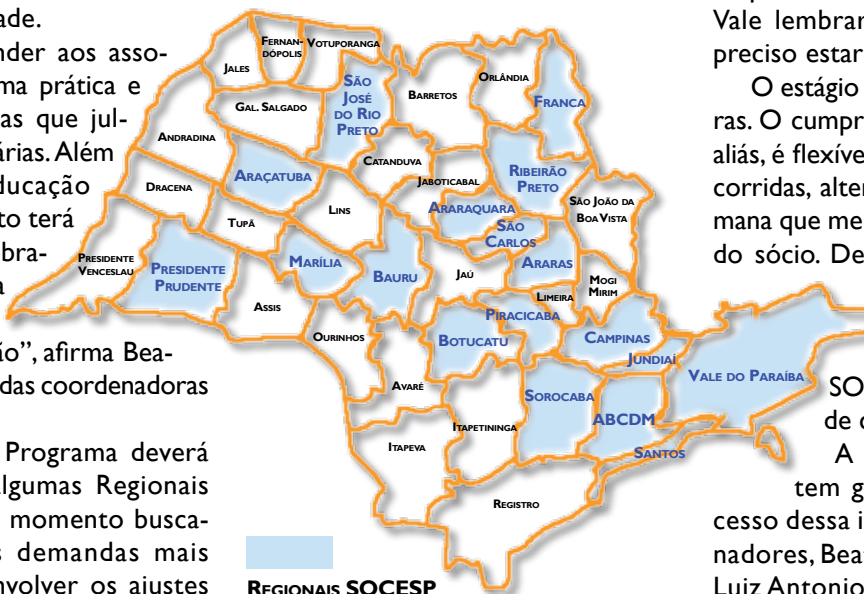 ade.
nder aos asso-
ma prática e
as que jul-
árias. Além
ducação
to terá
bra-
a
ão”, afirma Bea-
das coordenadoras
Programa deverá
lgumas Regionais
momento busca-
s demandas mais
nvolver os ajustes
JALES
FERNAN-
DÓPOLIS
VOTUPORANGA
GAL. SALGADO
SÃO
JOSÉ
DO RIO
PRETO
BARRETOS
ORLÂNDIA
FRANCA
ANDRADINA
ARAÇATUBA
CATANDUVA
JABOTICABAL
RIBEIRÃO
PRETO
DRACENA
TUPÃ
LINS
ARARAQUARA
SÃO
CARLOS
SÃO JOÃO DA
BOA VISTA
PRESIDENTE
VENCESLAU
PRESIDENTE
PRUDENTE
MARÍLIA
BAURU
JAÚ
ARARAS
ASSIS
LIMEIRA
MOGI
MIRIM
OURINHOS
BOTUCATU
PIRACICABA
CAMPINAS
JUNDIAÍ
AVARÉ
VALE DO PARAÍBA
SOROCABA
ABCDM
ITAPETININGA
ITAPEVA
SANTOS
REGISTRO
REGIONAIS SOCESP
Vale lembrar
preciso estar
O estágio
ras. O cumpr
aliás, é flexíve
corridas, alter
mana que me
do sócio. De
SO
de c
A
tem g
cesso dessa i
nadores, Bea
Luiz Antonio